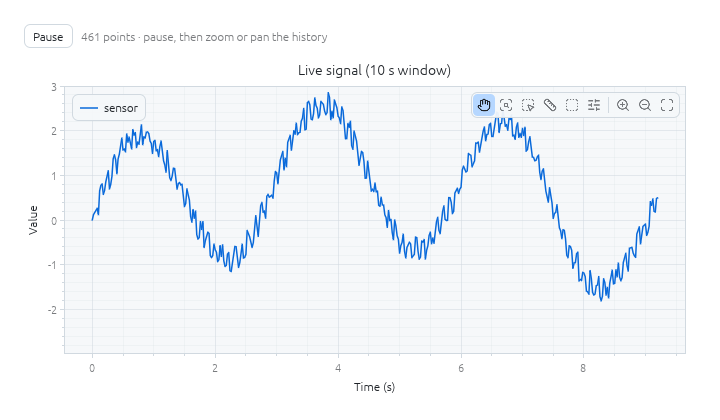 Pause 461 points · pause, then zoom or pan the history
Live signal (10 s window)
sensor
3
2
1
0
-1
-2
Value
0 2 4 6 8
Time (s)